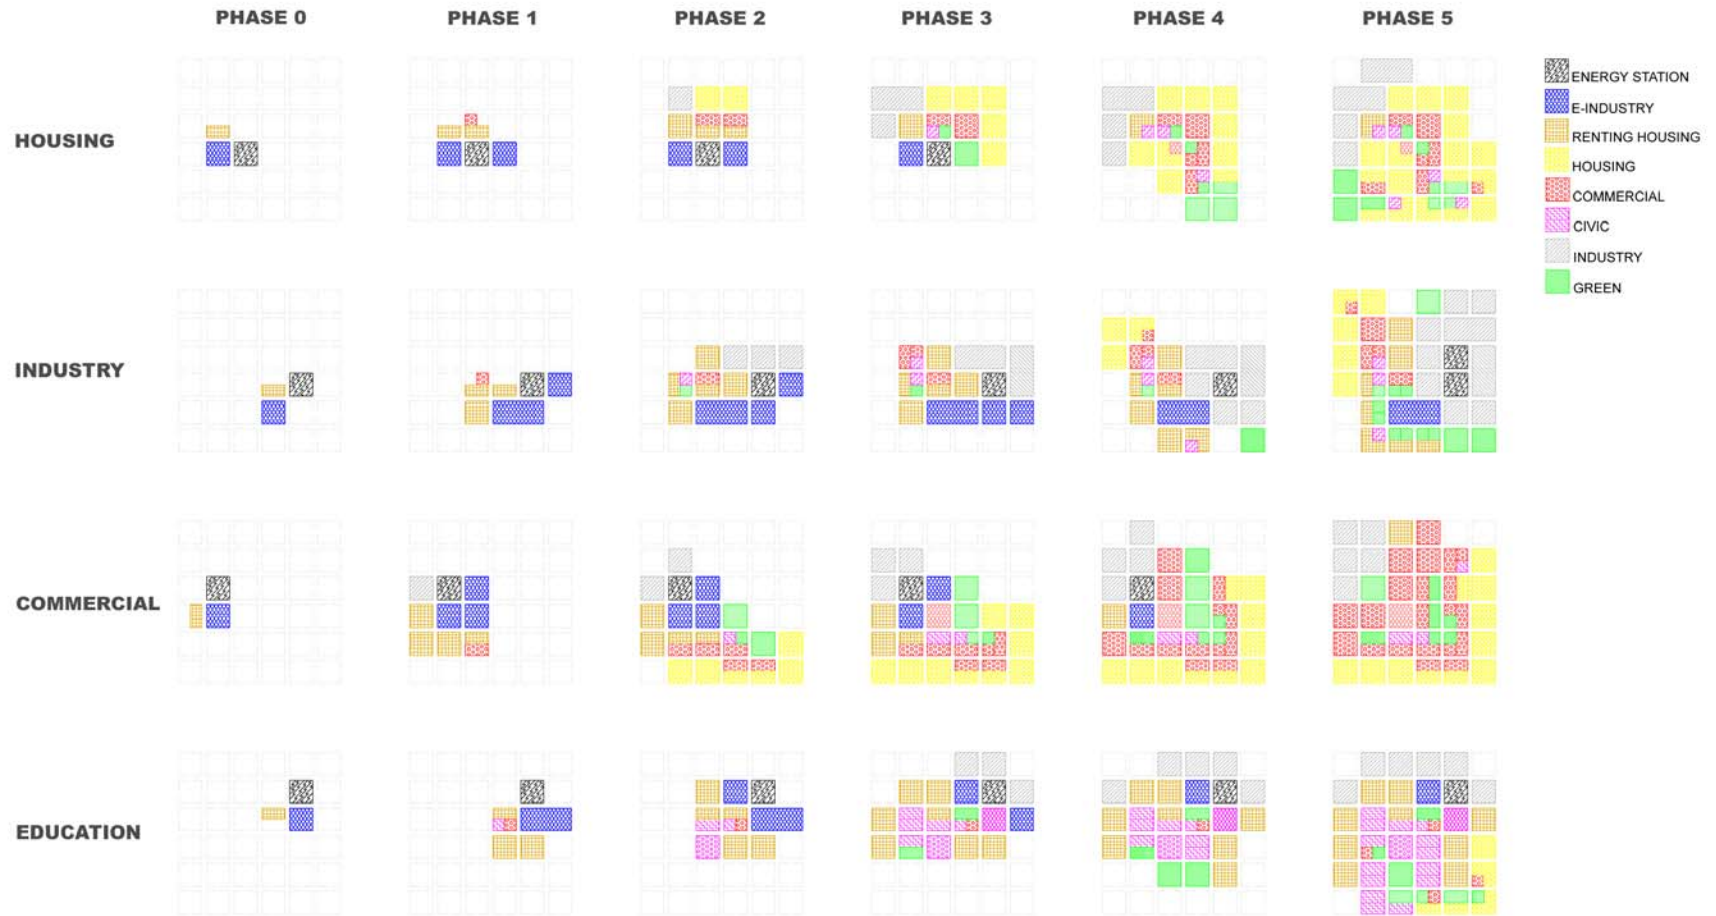 PHASE 0 PHASE 1 PHASE 2 PHASE 3 PHASE 4 PHASE 5
ENERGY STATION
E-INDUSTRY
RENTING HOUSING
HOUSING
HOUSING
COMMERCIAL
CIVIC
INDUSTRY
GREEN
INDUSTRY
COMMERCIAL
EDUCATION